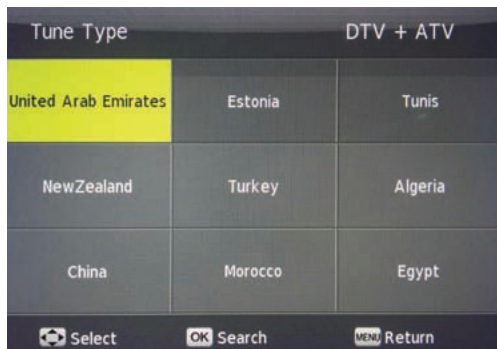 Tune Type DTV + ATV
United Arab Emirates Estonia Tunis
NewZealand Turkey Algeria
China Morocco Egypt
Select OK Search MENU Return